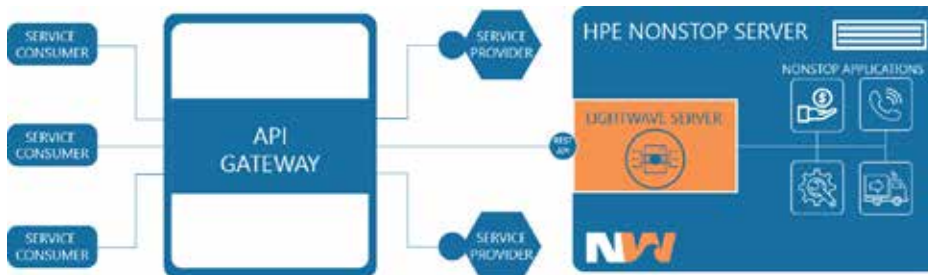 SERVICE
CONSUMER
SERVICE
CONSUMER
SERVICE
CONSUMER
API
GATEWAY
SERVICE
PROVIDER
SERVICE
PROVIDER
REST
API
HPE NONSTOP SERVER
NONSTOP APPLICATIONS
LIGHTWAVE SERVER
$
NW